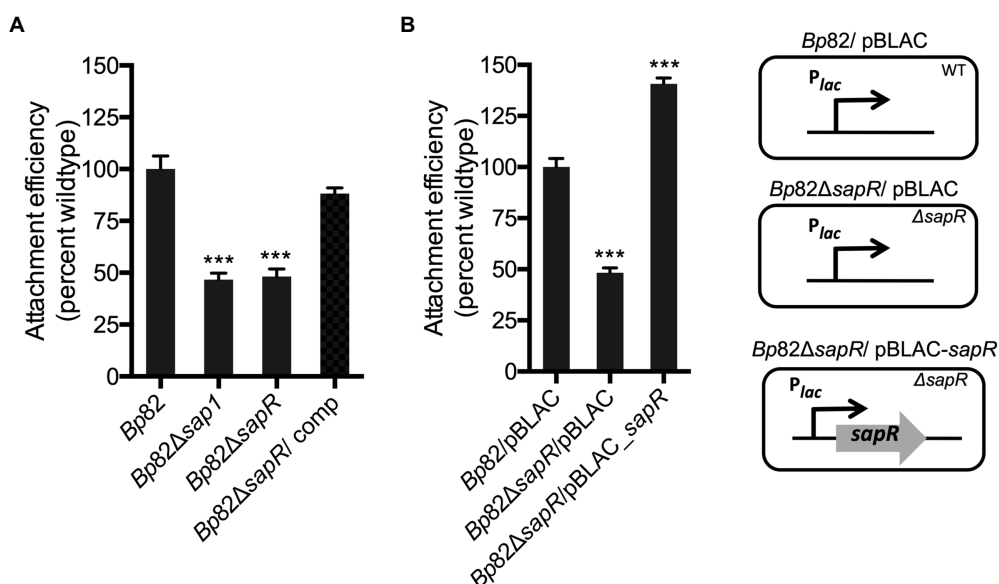 A
Attachment efficiency
(percent wildtype)
150
125
100
75
50
25
0
***
***
Bp82
Bp82Δsap1
Bp82ΔsapR
Bp82ΔsapR/ comp
B
Attachment efficiency
(percent wildtype)
150
125
100
75
50
25
0
***
***
Bp82/pBLAC
Bp82ΔsapR/pBLAC
Bp82ΔsapR/pBLAC_sapR
Bp82/ pBLAC
WT
Plac
Bp82ΔsapR/ pBLAC
ΔsapR
Plac
Bp82ΔsapR/ pBLAC-sapR
ΔsapR
Plac
sapR